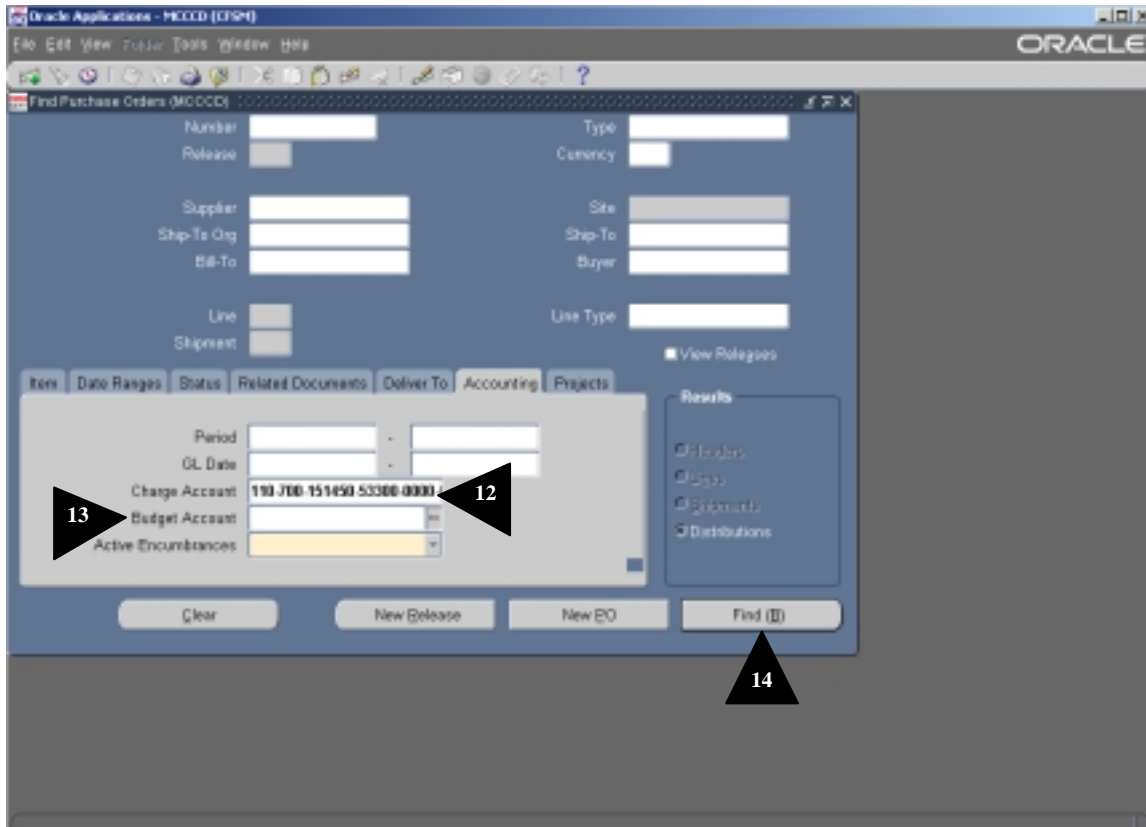 Oracle Applications - MCCCD (CFSM)
File Edit View Folder Tools Window Help
ORACLE
Find Purchase Orders (MCCCD)
Number Type
Release Currency
Supplier Site
Ship-To Org Ship-To
Bill-To Buyer
Line Line Type
Shipment
View Releases
Item Date Ranges Status Related Documents Deliver To Accounting Projects
Results
Period -
Headers
GL Date -
Lines
Charge Account 110-700-151450-53300-0000 12
Shipments
13 Budget Account
Distributions
Active Encumbrances
Clear New Release New PO Find
14